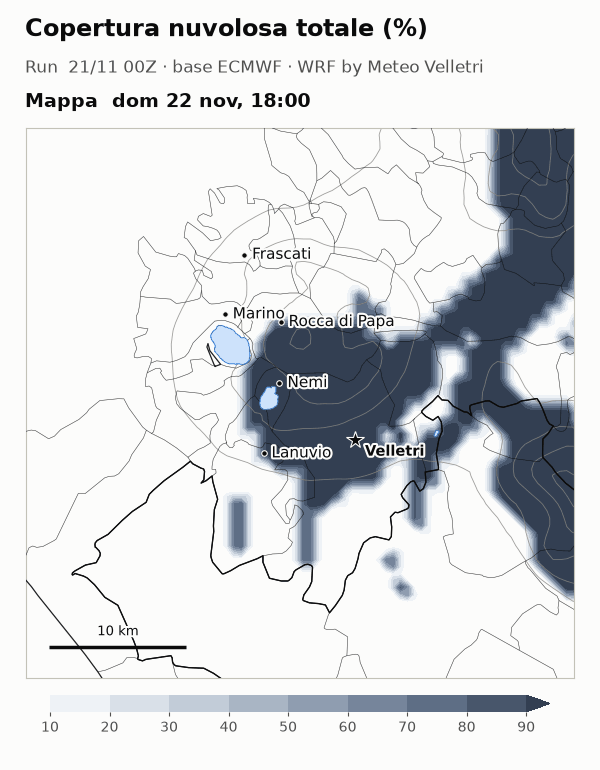 Copertura nuvolosa totale (%)
Run  21/11 00Z · base ECMWF · WRF by Meteo Velletri
Mappa  dom 22 nov, 18:00
Frascati
Marino
Rocca di Papa
Nemi
Velletri
Lanuvio
10 km
10 20 30 40 50 60 70 80 90